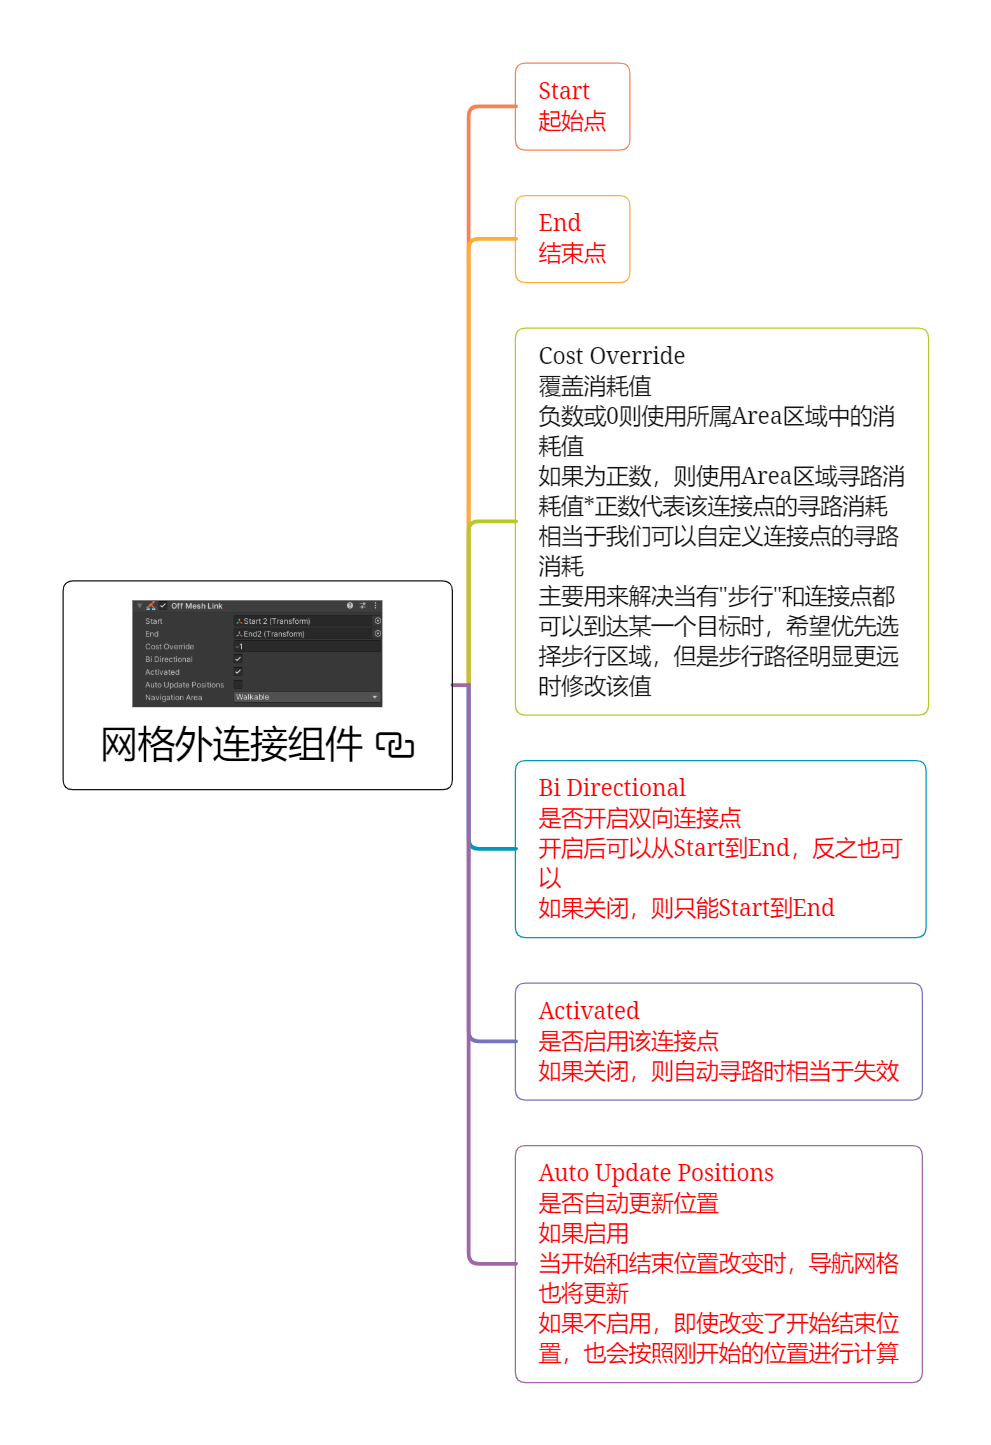 Start
起始点
End
结束点
Cost Override
覆盖消耗值
负数或0则使用所属Area区域中的消
耗值
如果为正数，则使用Area区域寻路消
耗值*正数代表该连接点的寻路消耗
相当于我们可以自定义连接点的寻路
消耗
主要用来解决当有"步行"和连接点都
可以到达某一个目标时，希望优先选
择步行区域，但是步行路径明显更远
时修改该值
Off Mesh Link
Start Start 2 (Transform)
End End2 (Transform)
Cost Override -1
Bi Directional
Activated
Auto Update Positions
Navigation Area Walkable
网格外连接组件
Bi Directional
是否开启双向连接点
开启后可以从Start到End，反之也可
以
如果关闭，则只能Start到End
Activated
是否启用该连接点
如果关闭，则自动寻路时相当于失效
Auto Update Positions
是否自动更新位置
如果启用
当开始和结束位置改变时，导航网格
也将更新
如果不启用，即使改变了开始结束位
置，也会按照刚开始的位置进行计算